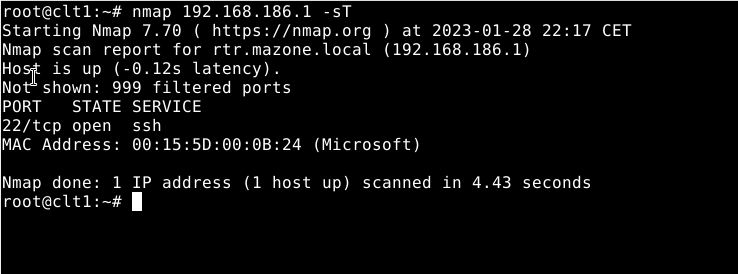 root@clt1:~# nmap 192.168.186.1 -sT
Starting Nmap 7.70 ( https://nmap.org ) at 2023-01-28 22:17 CET
Nmap scan report for rtr.mazone.local (192.168.186.1)
Host is up (-0.12s latency).
Not shown: 999 filtered ports
PORT   STATE SERVICE
22/tcp open  ssh
MAC Address: 00:15:5D:00:0B:24 (Microsoft)
Nmap done: 1 IP address (1 host up) scanned in 4.43 seconds
root@clt1:~#